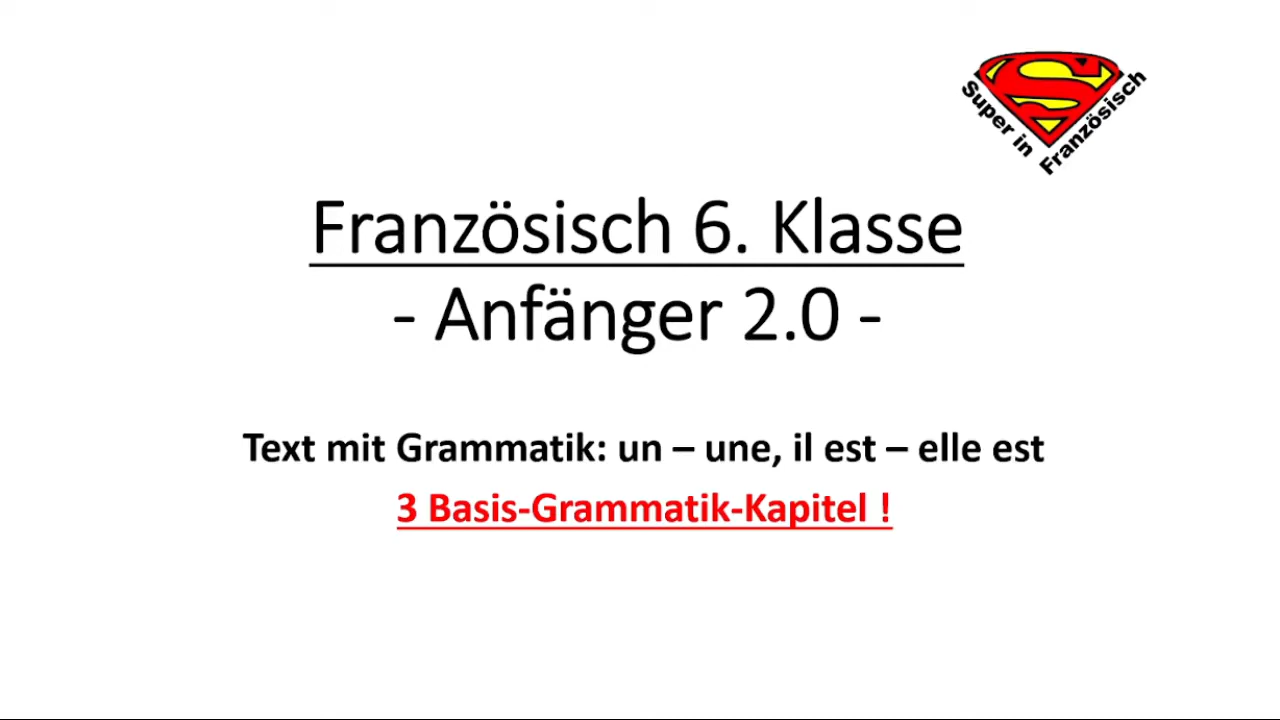 Super in Französisch
Französisch 6. Klasse
- Anfänger 2.0 -
Text mit Grammatik: un – une, il est – elle est
3 Basis-Grammatik-Kapitel !